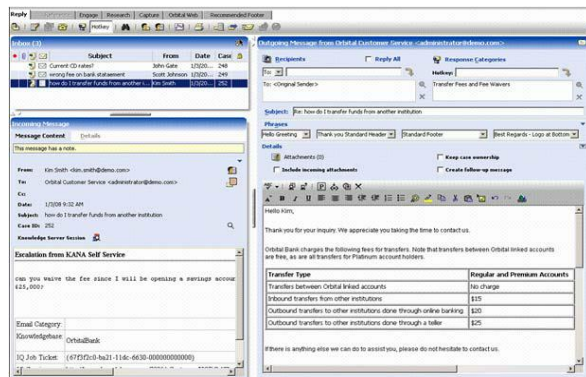 Reply
Engage | Research | Capture | Orbital Web | Recommended Footer
Hotkey
Inbox (3)
Subject From Date Case
Current CD rates? John Gate 1/3/20... 248
wrong fee on bank statement Scott Johnson 1/3/20... 249
how do I transfer funds from another i... Kim Smith 1/3/20... 252
Incoming Message
Message Content Details
This message has a note.
From: Kim Smith <kim.smith@demo.com>
To: Orbital Customer Service <administrator@demo.com>
Cc:
Date: 1/3/08 9:32 AM
Subject: how do I transfer funds from another institution
Case ID: 252
Knowledge Server Session
Escalation from KANA Self Service
can you waive the fee since I will be opening a savings accoun
$25,000?
Email Category:
Knowledgebase: OrbitalBank
IQ Job Ticket:
Outgoing Message from Orbital Customer Service <administrator@demo.com>
Recipients Reply All Response Categories
To: Hotkey:
To: <Original Sender> Transfer Fees and Fee Waivers
Subject: Re: how do I transfer funds from another institution
Phrases
Hello Greeting Thank you Standard Header Standard Footer Best Regards - Logo at Bottom
Details
Attachments (0) Keep case ownership
Include incoming attachments Create follow-up message
Hello Kim,
Thank you for your inquiry. We appreciate you taking the time to contact us.
Orbital Bank charges the following fees for transfers. Note that transfers between Orbital linked accounts
are free, as are all transfers for Platinum account holders.
Transfer Type Regular and Premium Accounts
Transfers between Orbital linked accounts No charge
Inbound transfers from other institutions $15
Outbound transfers to other institutions done through online banking $20
Outbound transfers to other institutions done through a teller $25
If there is anything else we can do to assist you, please do not hesitate to contact us.